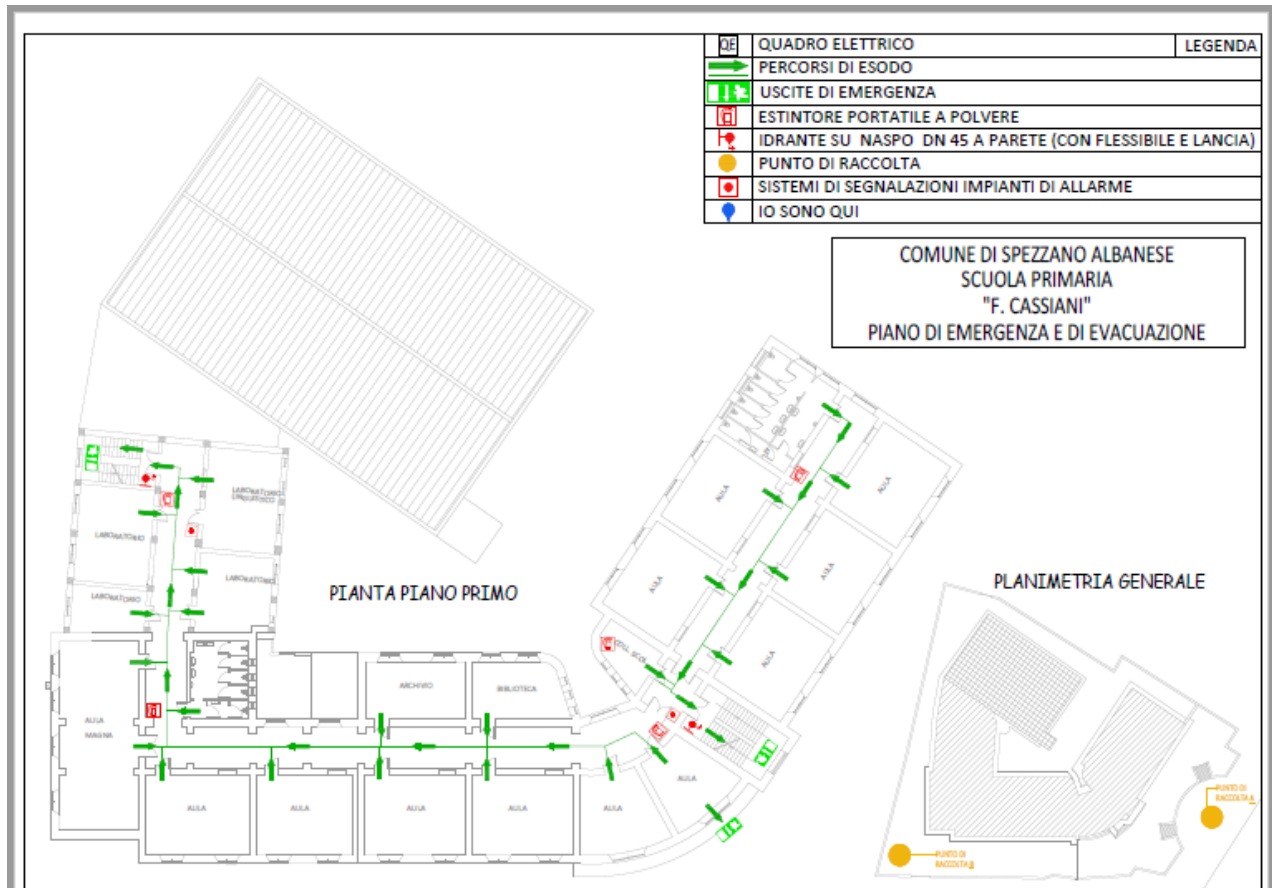 QE QUADRO ELETTRICO LEGENDA
PERCORSI DI ESODO
USCITE DI EMERGENZA
ESTINTORE PORTATILE A POLVERE
IDRANTE SU NASPO DN 45 A PARETE (CON FLESSIBILE E LANCIA)
PUNTO DI RACCOLTA
SISTEMI DI SEGNALAZIONI IMPIANTI DI ALLARME
IO SONO QUI
COMUNE DI SPEZZANO ALBANESE
SCUOLA PRIMARIA
"F. CASSIANI"
PIANO DI EMERGENZA E DI EVACUAZIONE
PIANTA PIANO PRIMO
PLANIMETRIA GENERALE
LABORATORIO
LINGUISTICO
LABORATORIO
LABORATORIO
LABORATORIO
AULA
AULA
AULA
AULA
AULA
ARCHIVIO
BIBLIOTECA
AULA
MAGNA
AULA
AULA
AULA
AULA
AULA
AULA
PUNTO DI
RACCOLTA A
PUNTO DI
RACCOLTA B